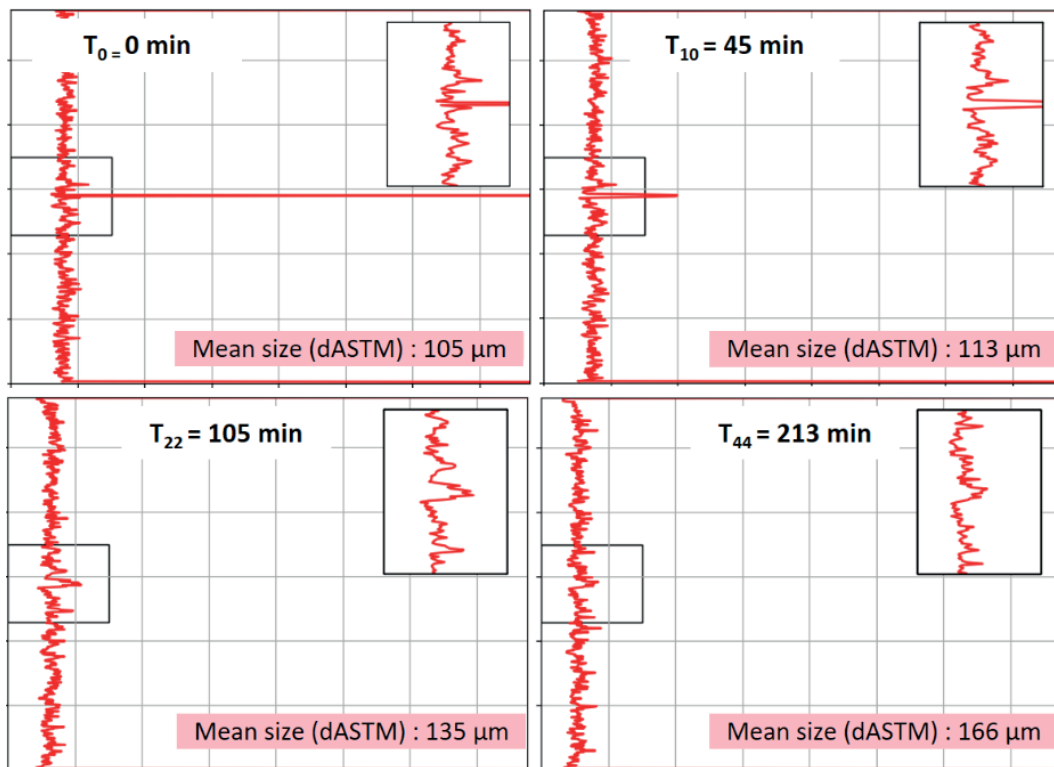 T0 = 0 min
T10 = 45 min
Mean size (dASTM) : 105 µm
Mean size (dASTM) : 113 µm
T22 = 105 min
T44 = 213 min
Mean size (dASTM) : 135 µm
Mean size (dASTM) : 166 µm